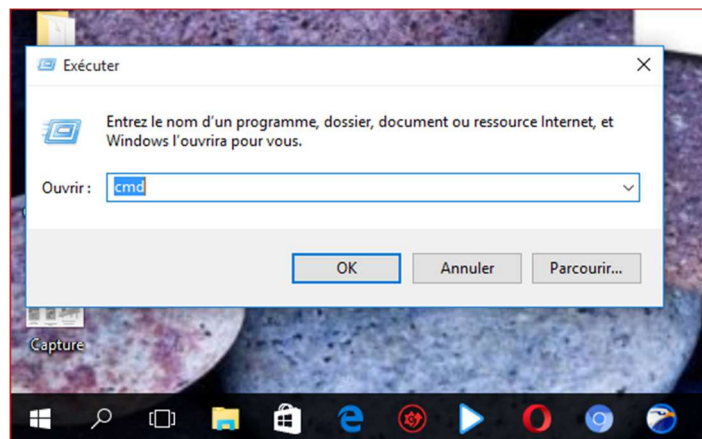 Exécuter
Entrez le nom d'un programme, dossier, document ou ressource Internet, et
Windows l'ouvrira pour vous.
Ouvrir : cmd
OK Annuler Parcourir...
Capture